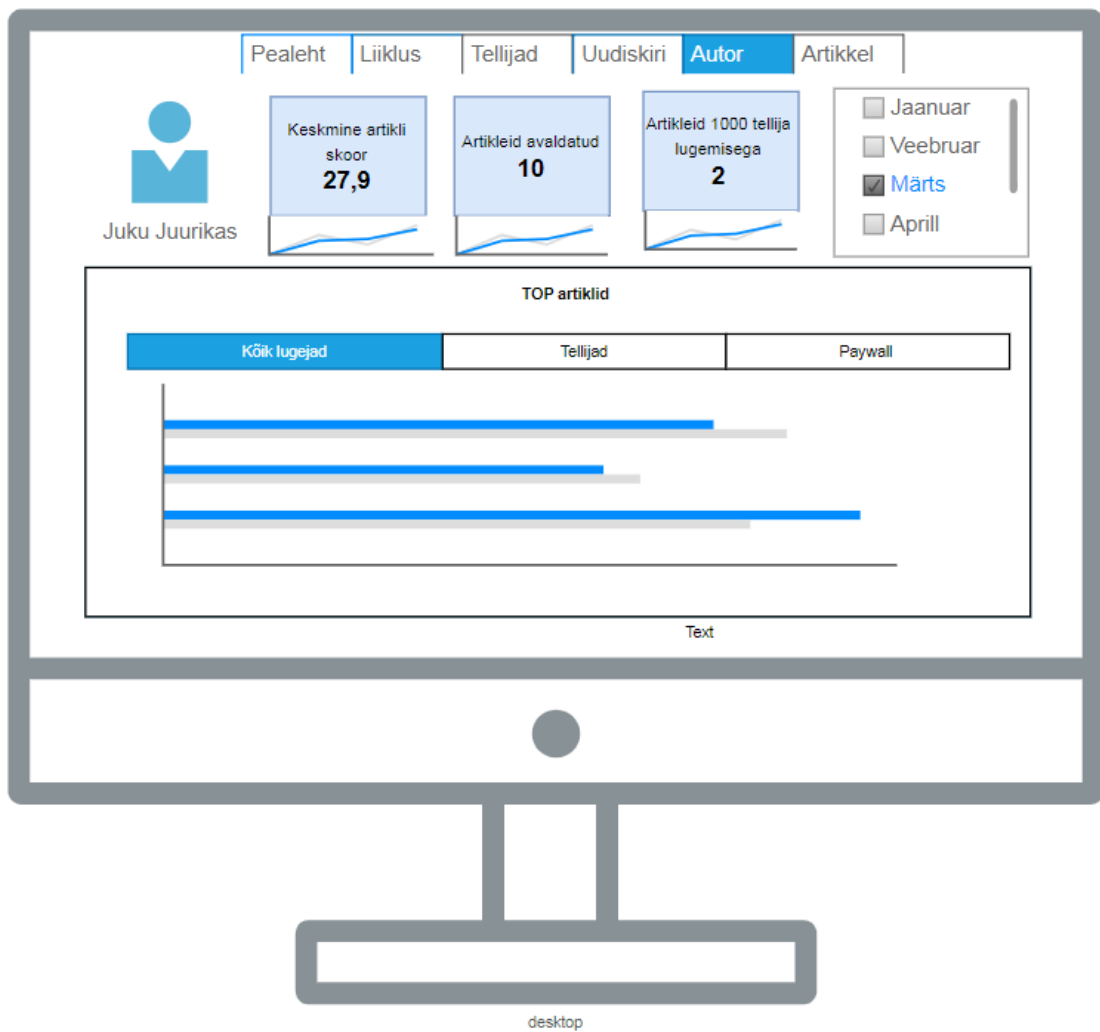 Pealeht
Liiklus
Tellijad
Uudiskiri
Autor
Artikkel
Juku Juurikas
Keskmine artikli
skoor
27,9
Artikleid avaldatud
10
Artikleid 1000 tellija
lugemisega
2
Jaanuar
Veebruar
Märts
Aprill
TOP artiklid
Kõik lugejad
Tellijad
Paywall
Text
desktop